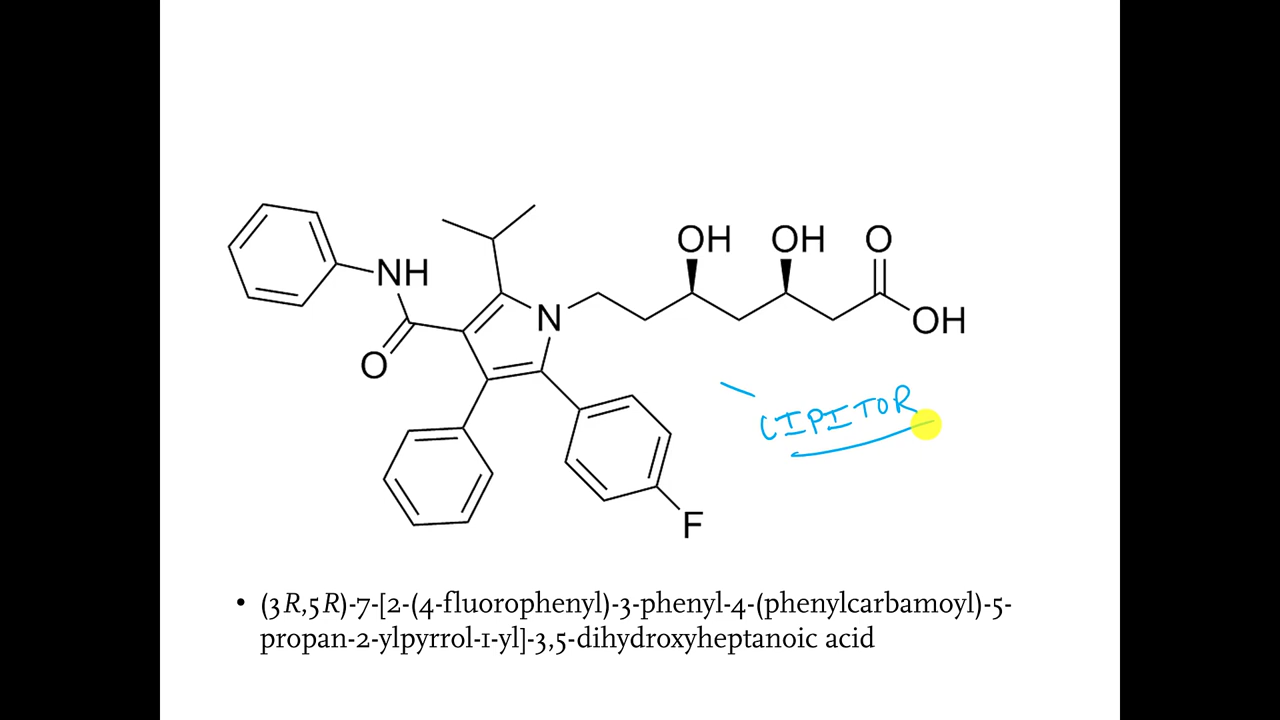 OH OH O
NH
N
OH
O
LIPITOR
F
• (3R,5R)-7-[2-(4-fluorophenyl)-3-phenyl-4-(phenylcarbamoyl)-5-
propan-2-ylpyrrol-1-yl]-3,5-dihydroxyheptanoic acid